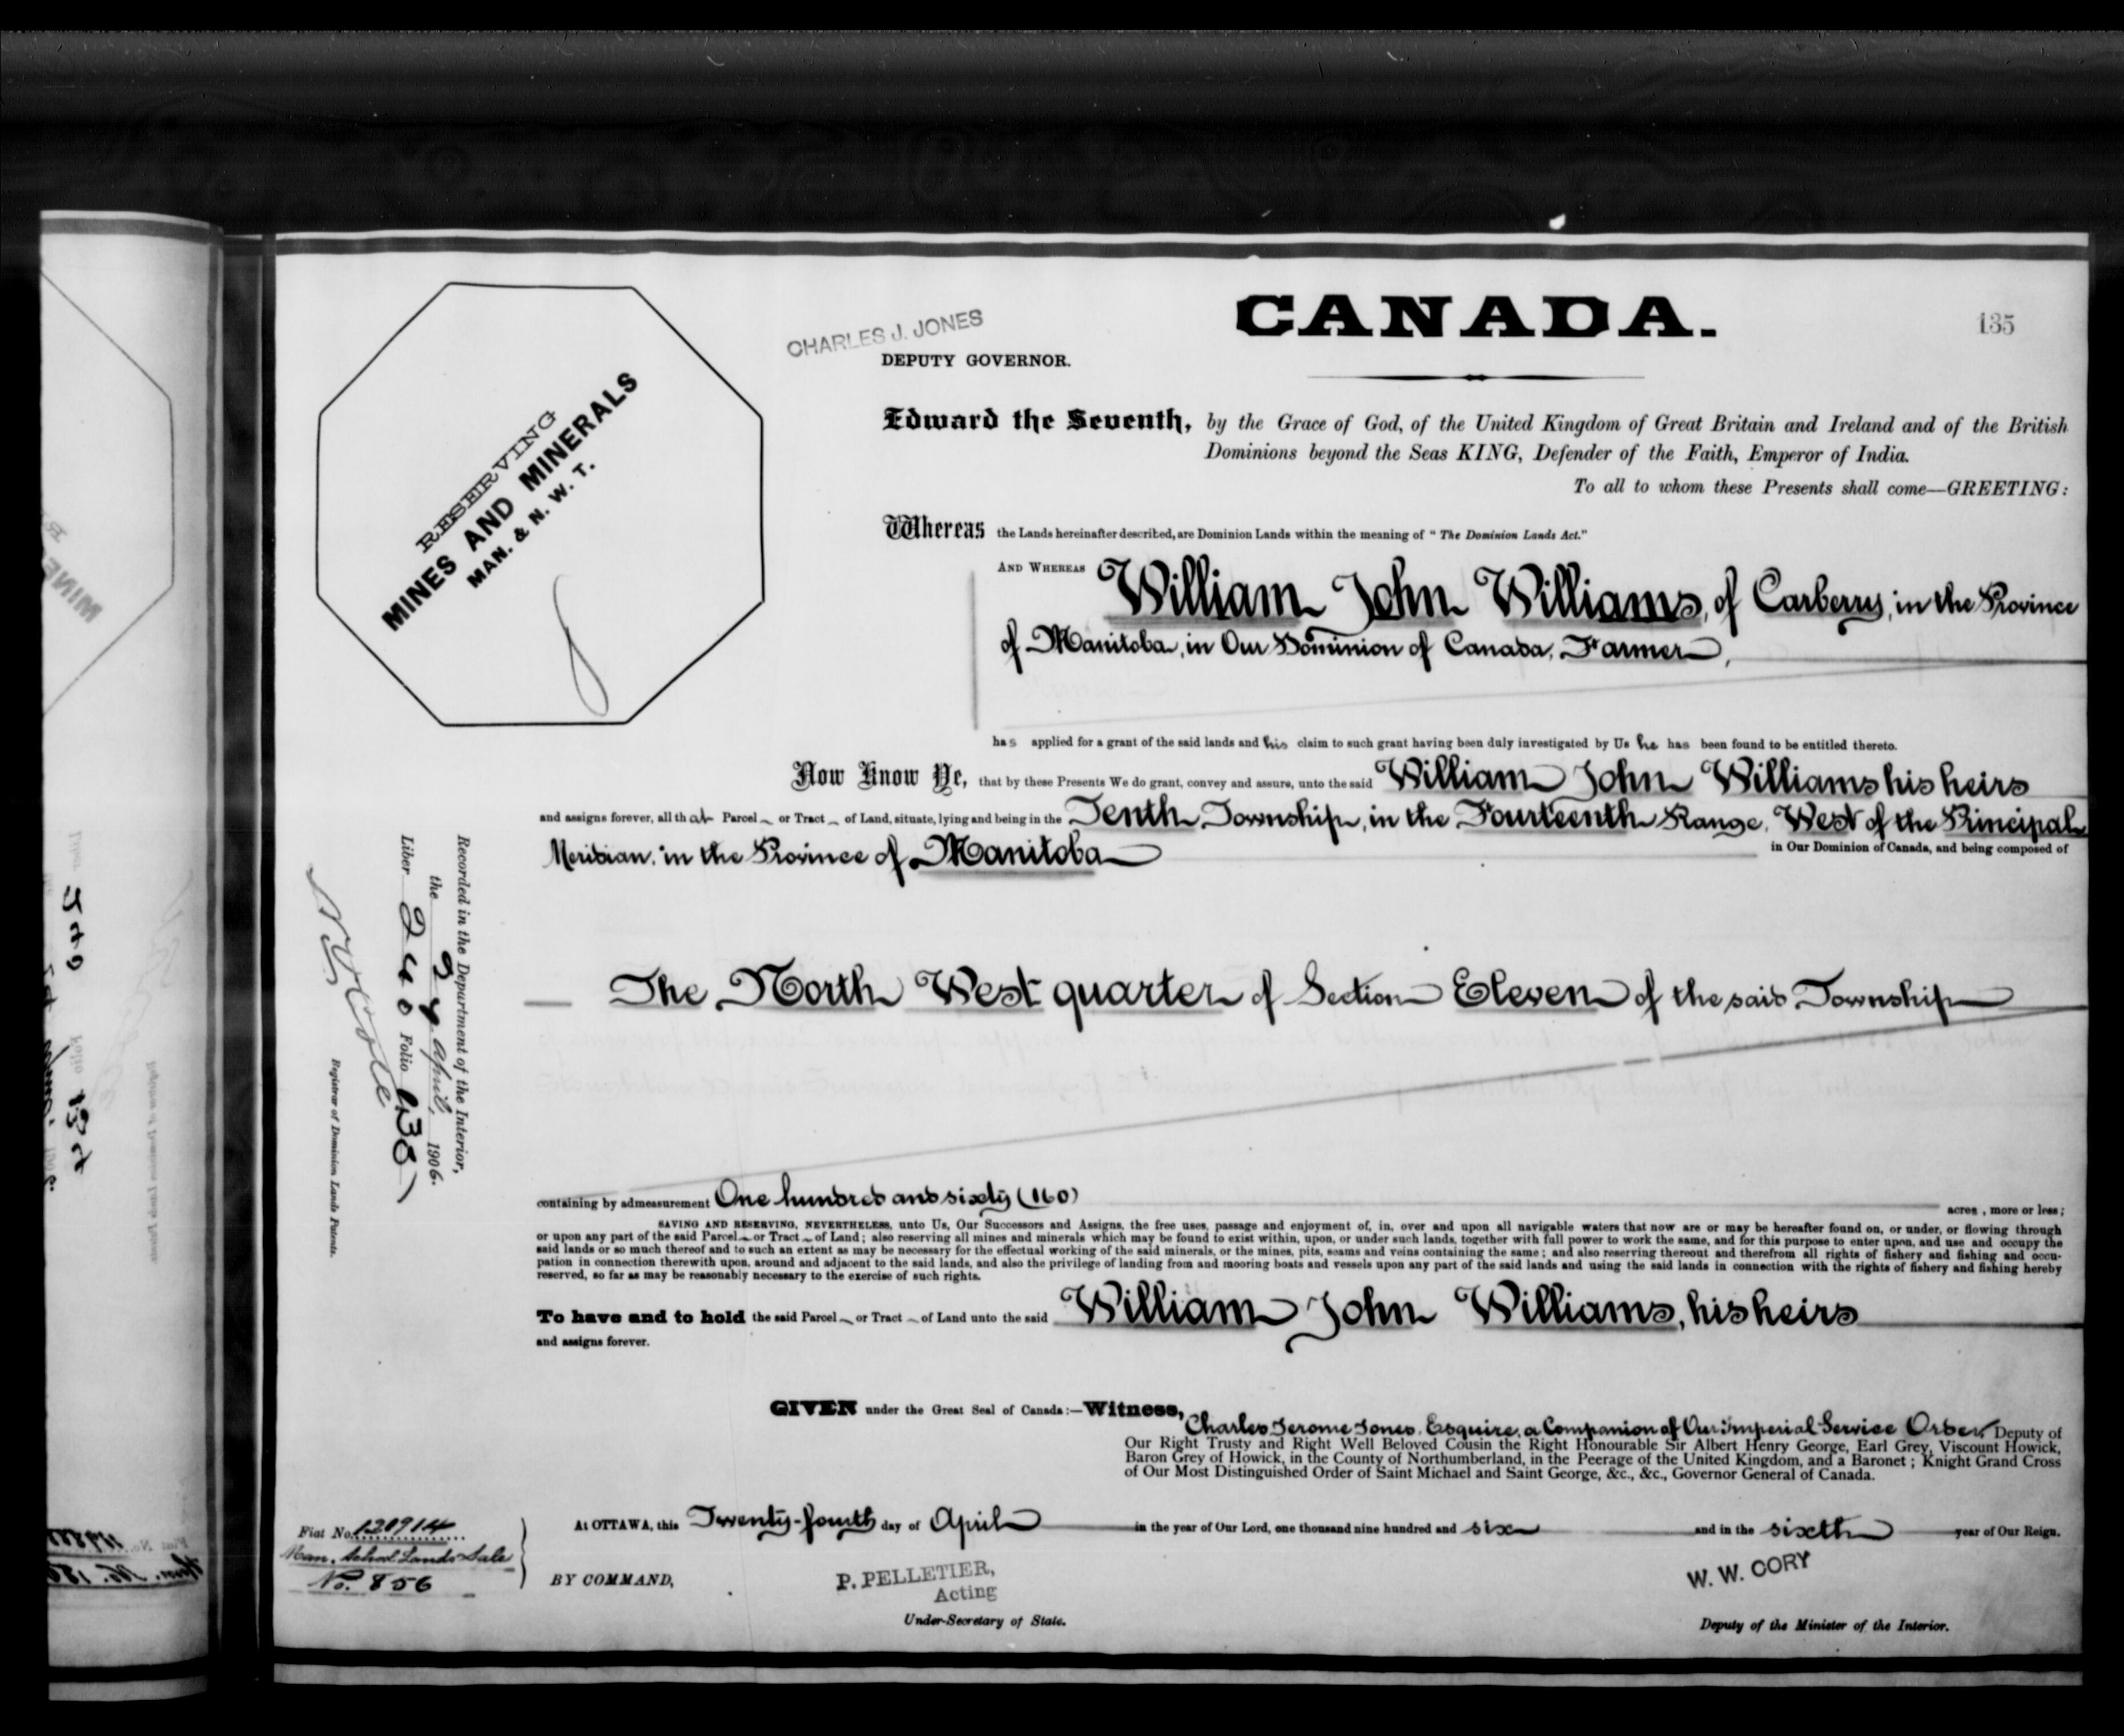 CANADA.
135
CHARLES J. JONES
DEPUTY GOVERNOR.
RESERVING
MINES AND MINERALS
MAN. & N. W. T.
Edward the Seventh, by the Grace of God, of the United Kingdom of Great Britain and Ireland and of the British
Dominions beyond the Seas KING, Defender of the Faith, Emperor of India.
To all to whom these Presents shall come—GREETING:
Whereas the Lands hereinafter described, are Dominion Lands within the meaning of "The Dominion Lands Act."
AND WHEREAS William John Williams, of Carberry, in the Province
of Manitoba, in Our Dominion of Canada, Farmer,
has applied for a grant of the said lands and his claim to such grant having been duly investigated by Us he has been found to be entitled thereto.
Now Know Ye, that by these Presents We do grant, convey and assure, unto the said William John Williams his heirs
and assigns forever, all that Parcel or Tract of Land, situate, lying and being in the Tenth Township, in the Fourteenth Range, West of the Principal
Meridian, in the Province of Manitoba in Our Dominion of Canada, and being composed of
The North West quarter of Section Eleven of the said Township
containing by admeasurement One hundred and sixty (160) acres, more or less;
SAVING AND RESERVING, NEVERTHELESS, unto Us, Our Successors and Assigns, the free uses, passage and enjoyment of, in, over and upon all navigable waters that now are or may be hereafter found on, or under, or flowing through
or upon any part of the said Parcel or Tract of Land; also reserving all mines and minerals which may be found to exist within, upon, or under such lands, together with full power to work the same, and for this purpose to enter upon, and use and occupy the
said lands or so much thereof and to such an extent as may be necessary for the effectual working of the said minerals, or the mines, pits, seams and veins containing the same; and also reserving thereout and therefrom all rights of fishery and fishing and occu-
pation in connection therewith upon, around and adjacent to the said lands, and also the privilege of landing from and mooring boats and vessels upon any part of the said lands and using the said lands in connection with the rights of fishery and fishing hereby
reserved, so far as may be reasonably necessary to the exercise of such rights.
To have and to hold the said Parcel or Tract of Land unto the said William John Williams, his heirs
and assigns forever.
GIVEN under the Great Seal of Canada:—Witness,
Charles Jerome Jones, Esquire, a Companion of Our Imperial Service Order, Deputy of
Our Right Trusty and Right Well Beloved Cousin the Right Honourable Sir Albert Henry George, Earl Grey, Viscount Howick,
Baron Grey of Howick, in the County of Northumberland, in the Peerage of the United Kingdom, and a Baronet; Knight Grand Cross
of Our Most Distinguished Order of Saint Michael and Saint George, &c., &c., Governor General of Canada.
At OTTAWA, this Twenty-fourth day of April in the year of Our Lord, one thousand nine hundred and six and in the sixth year of Our Reign.
BY COMMAND,
P. PELLETIER,
Acting
Under-Secretary of State.
W. W. CORY
Deputy of the Minister of the Interior.
Fiat No. 120914
Man. School Lands Sale
No. 856
Recorded in the Department of the Interior,
the 24 April, 1906.
Liber 240 Folio 135
Registrar of Dominion Lands Patents.